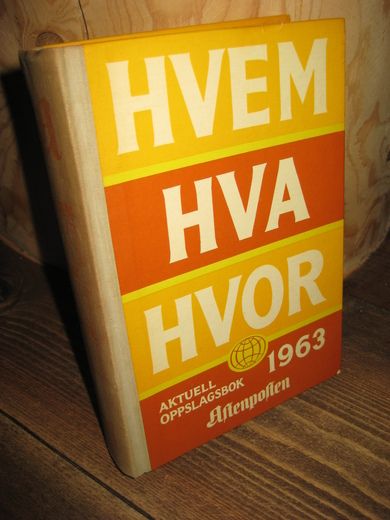 HVEM
HVA
HVOR
AKTUELL
OPPSLAGSBOK
1963
Aftenposten